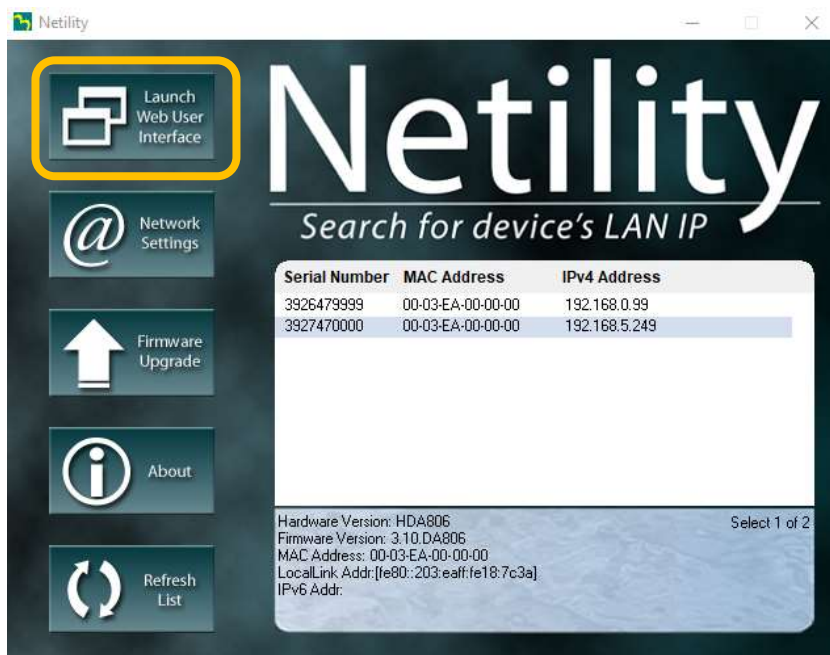 Netility
Launch
Web User
Interface
Network
Settings
Firmware
Upgrade
About
Refresh
List
Netility
Search for device's LAN IP
Serial Number MAC Address IPv4 Address
3926479999 00-03-EA-00-00-00 192.168.0.99
3927470000 00-03-EA-00-00-00 192.168.5.249
Hardware Version: HDA806 Select 1 of 2
Firmware Version: 3.10.DA806
MAC Address: 00-03-EA-00-00-00
LocalLink Addr:[fe80::203:eaff:fe18:7c3a]
IPv6 Addr: